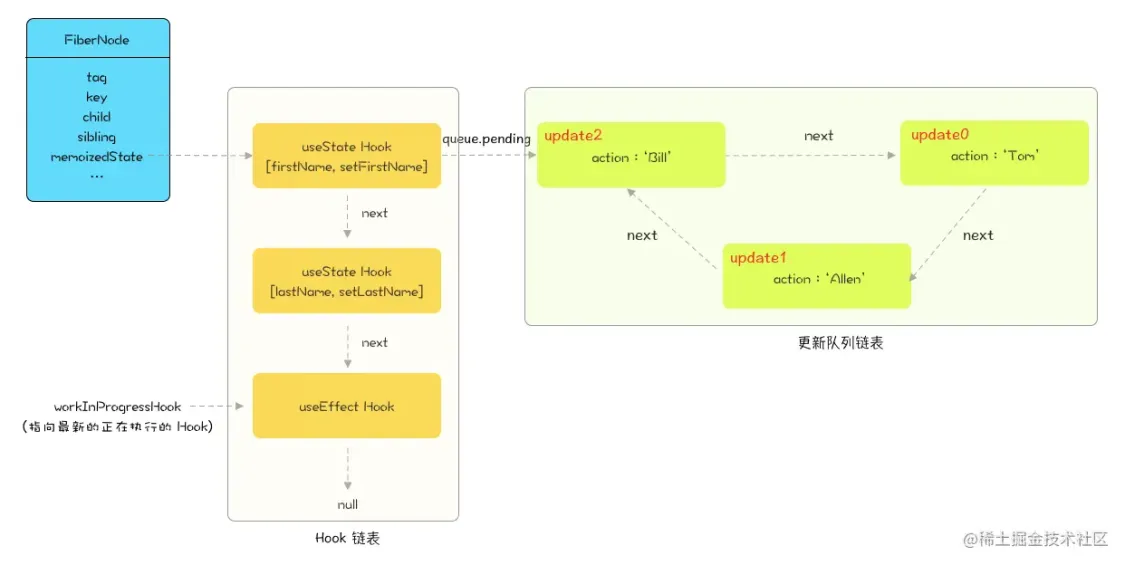 FiberNode
tag
key
child
sibling
memoizedState
...
useState Hook
[firstName, setFirstName]
next
useState Hook
[lastName, setLastName]
next
useEffect Hook
next
null
Hook 链表
workInProgressHook
(指向最新的正在执行的 Hook)
queue.pending
update2
action：‘Bill’
next
update0
action：‘Tom’
next
update1
action：‘Allen’
next
更新队列链表
@稀土掘金技术社区